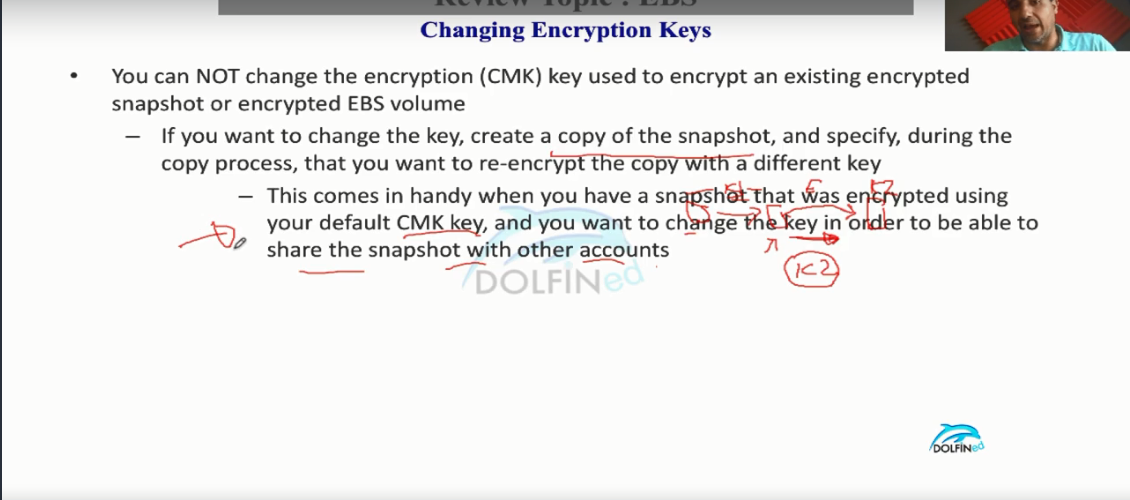 Review Topic : EBS
Changing Encryption Keys
• You can NOT change the encryption (CMK) key used to encrypt an existing encrypted
snapshot or encrypted EBS volume
– If you want to change the key, create a copy of the snapshot, and specify, during the
copy process, that you want to re-encrypt the copy with a different key
– This comes in handy when you have a snapshot that was encrypted using
your default CMK key, and you want to change the key in order to be able to
share the snapshot with other accounts
K2
DOLFINed
DOLFINed